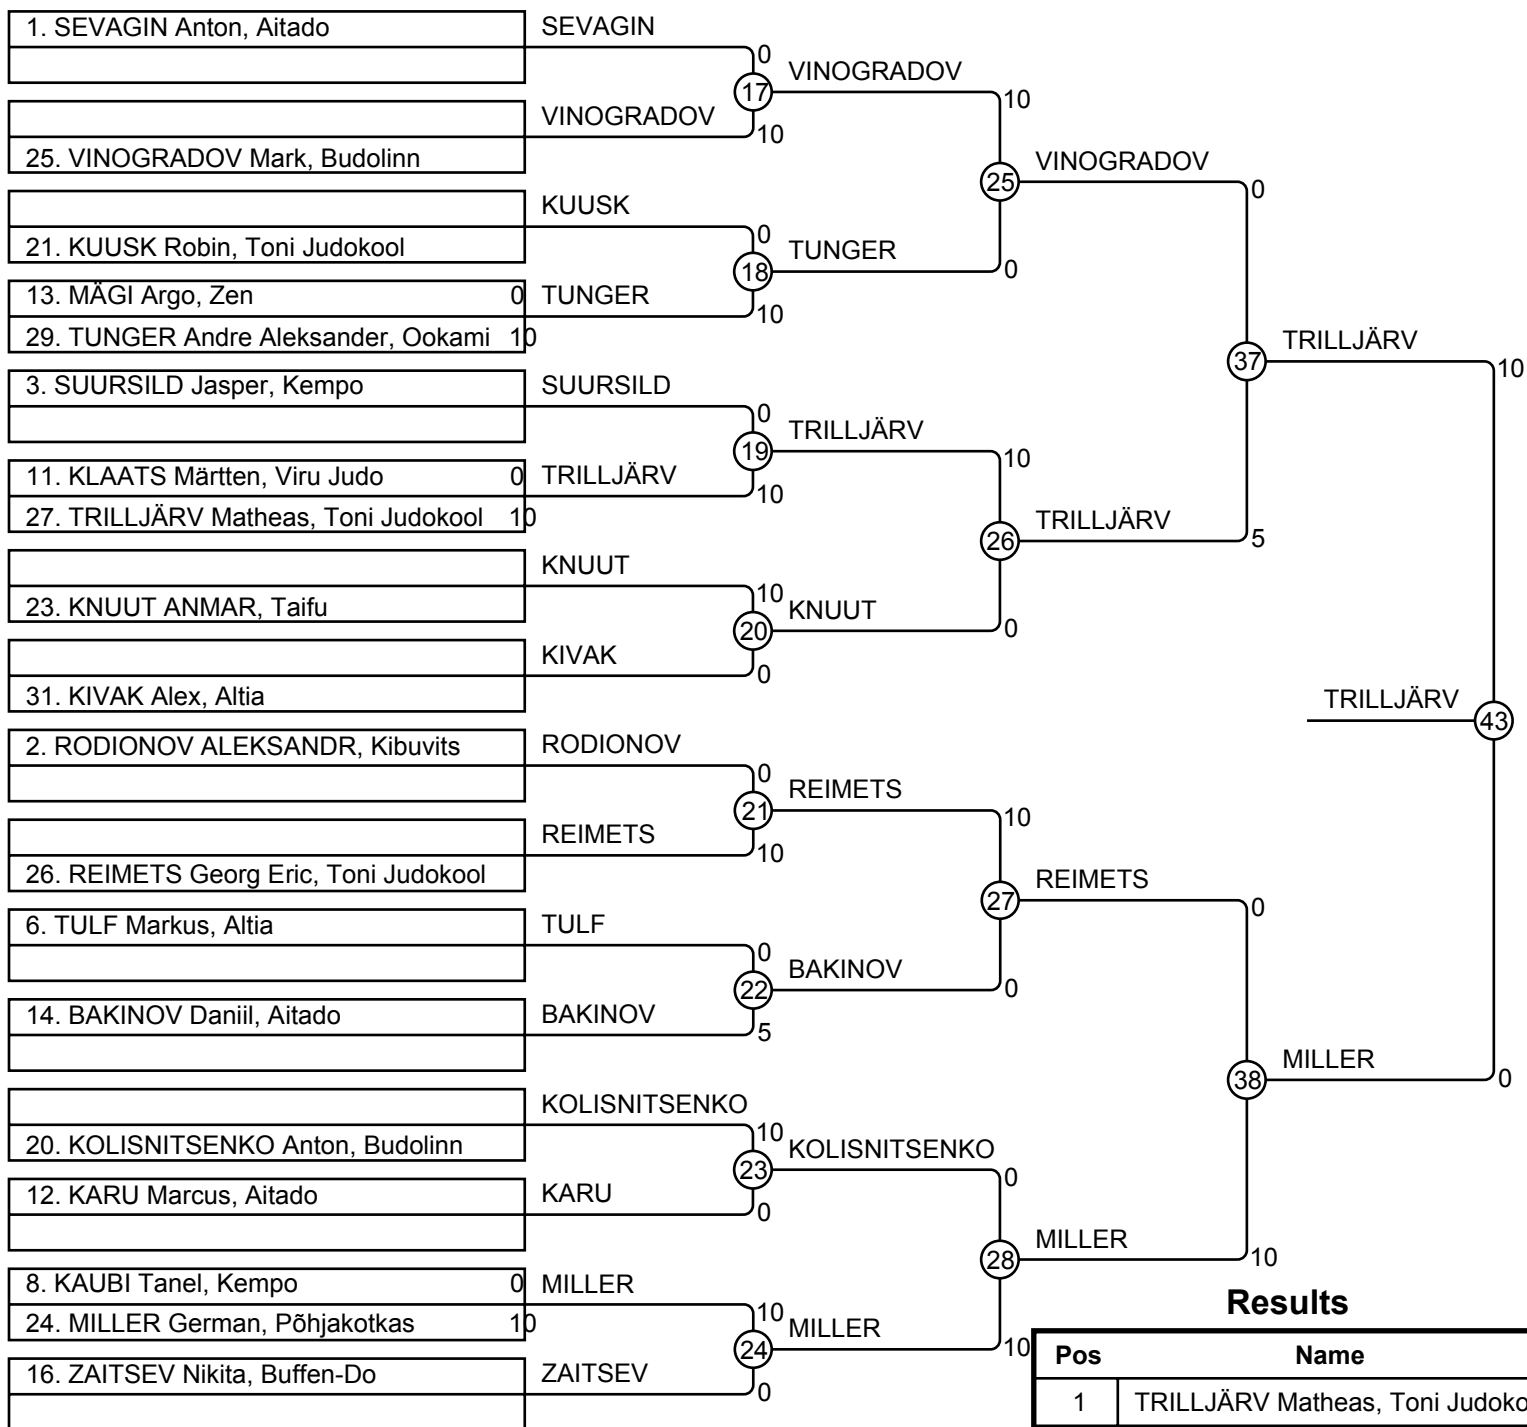 1. SEVAGIN Anton, Aitado
SEVAGIN
0
17
VINOGRADOV
10
VINOGRADOV
10
25. VINOGRADOV Mark, Budolinn
25
VINOGRADOV
0
KUUSK
21. KUUSK Robin, Toni Judokool
0
18
TUNGER
0
13. MÄGI Argo, Zen 0
TUNGER
10
29. TUNGER Andre Aleksander, Ookami 10
37
TRILLJÄRV
10
3. SUURSILD Jasper, Kempo
SUURSILD
0
19
TRILLJÄRV
10
11. KLAATS Märtten, Viru Judo 0
TRILLJÄRV
10
27. TRILLJÄRV Matheas, Toni Judokool 10
26
TRILLJÄRV
5
KNUUT
23. KNUUT ANMAR, Taifu
10
20
KNUUT
0
KIVAK
0
31. KIVAK Alex, Altia
TRILLJÄRV
43
2. RODIONOV ALEKSANDR, Kibuvits
RODIONOV
0
21
REIMETS
10
REIMETS
10
26. REIMETS Georg Eric, Toni Judokool
27
REIMETS
0
6. TULF Markus, Altia
TULF
0
22
BAKINOV
0
14. BAKINOV Daniil, Aitado
BAKINOV
5
38
MILLER
0
KOLISNITSENKO
20. KOLISNITSENKO Anton, Budolinn
10
23
KOLISNITSENKO
0
12. KARU Marcus, Aitado
KARU
0
28
MILLER
10
8. KAUBI Tanel, Kempo 0
MILLER
24. MILLER German, Põhjakotkas 10
10
24
MILLER
10
16. ZAITSEV Nikita, Buffen-Do
ZAITSEV
0
Results
Pos Name
1 TRILLJÄRV Matheas, Toni Judoko